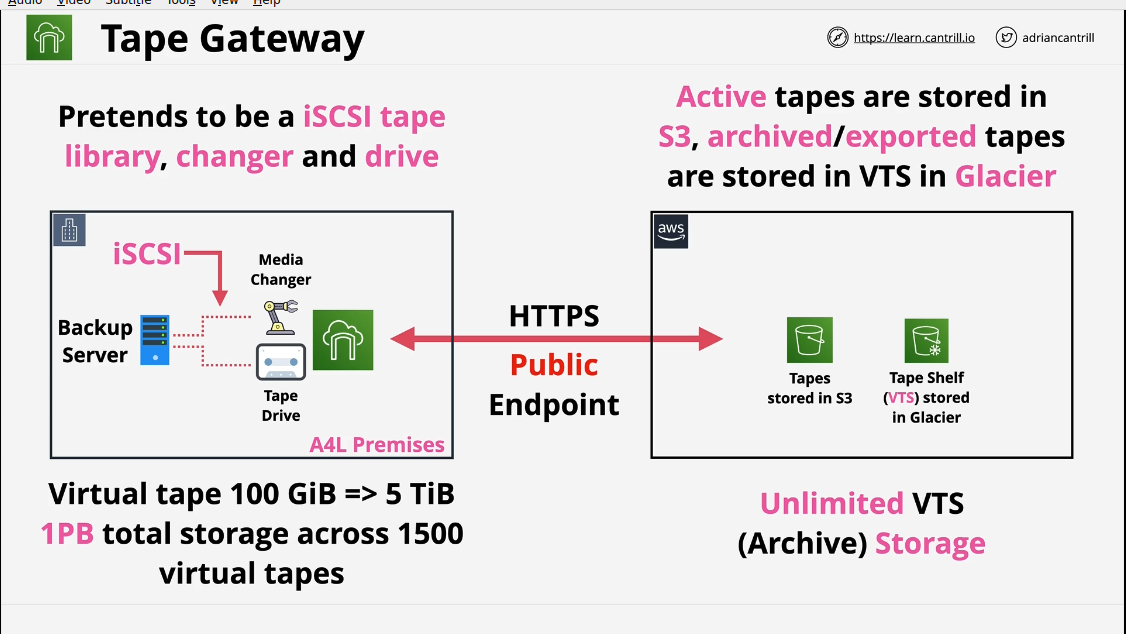 Audio Video Subtitle Tools View Help
Tape Gateway
https://learn.cantrill.io
adriancantrill
Pretends to be a iSCSI tape
library, changer and drive
Active tapes are stored in
S3, archived/exported tapes
are stored in VTS in Glacier
iSCSI
Media
Changer
Backup
Server
Tape
Drive
A4L Premises
HTTPS
Public
Endpoint
aws
Tapes
stored in S3
Tape Shelf
(VTS) stored
in Glacier
Virtual tape 100 GiB => 5 TiB
1PB total storage across 1500
virtual tapes
Unlimited VTS
(Archive) Storage